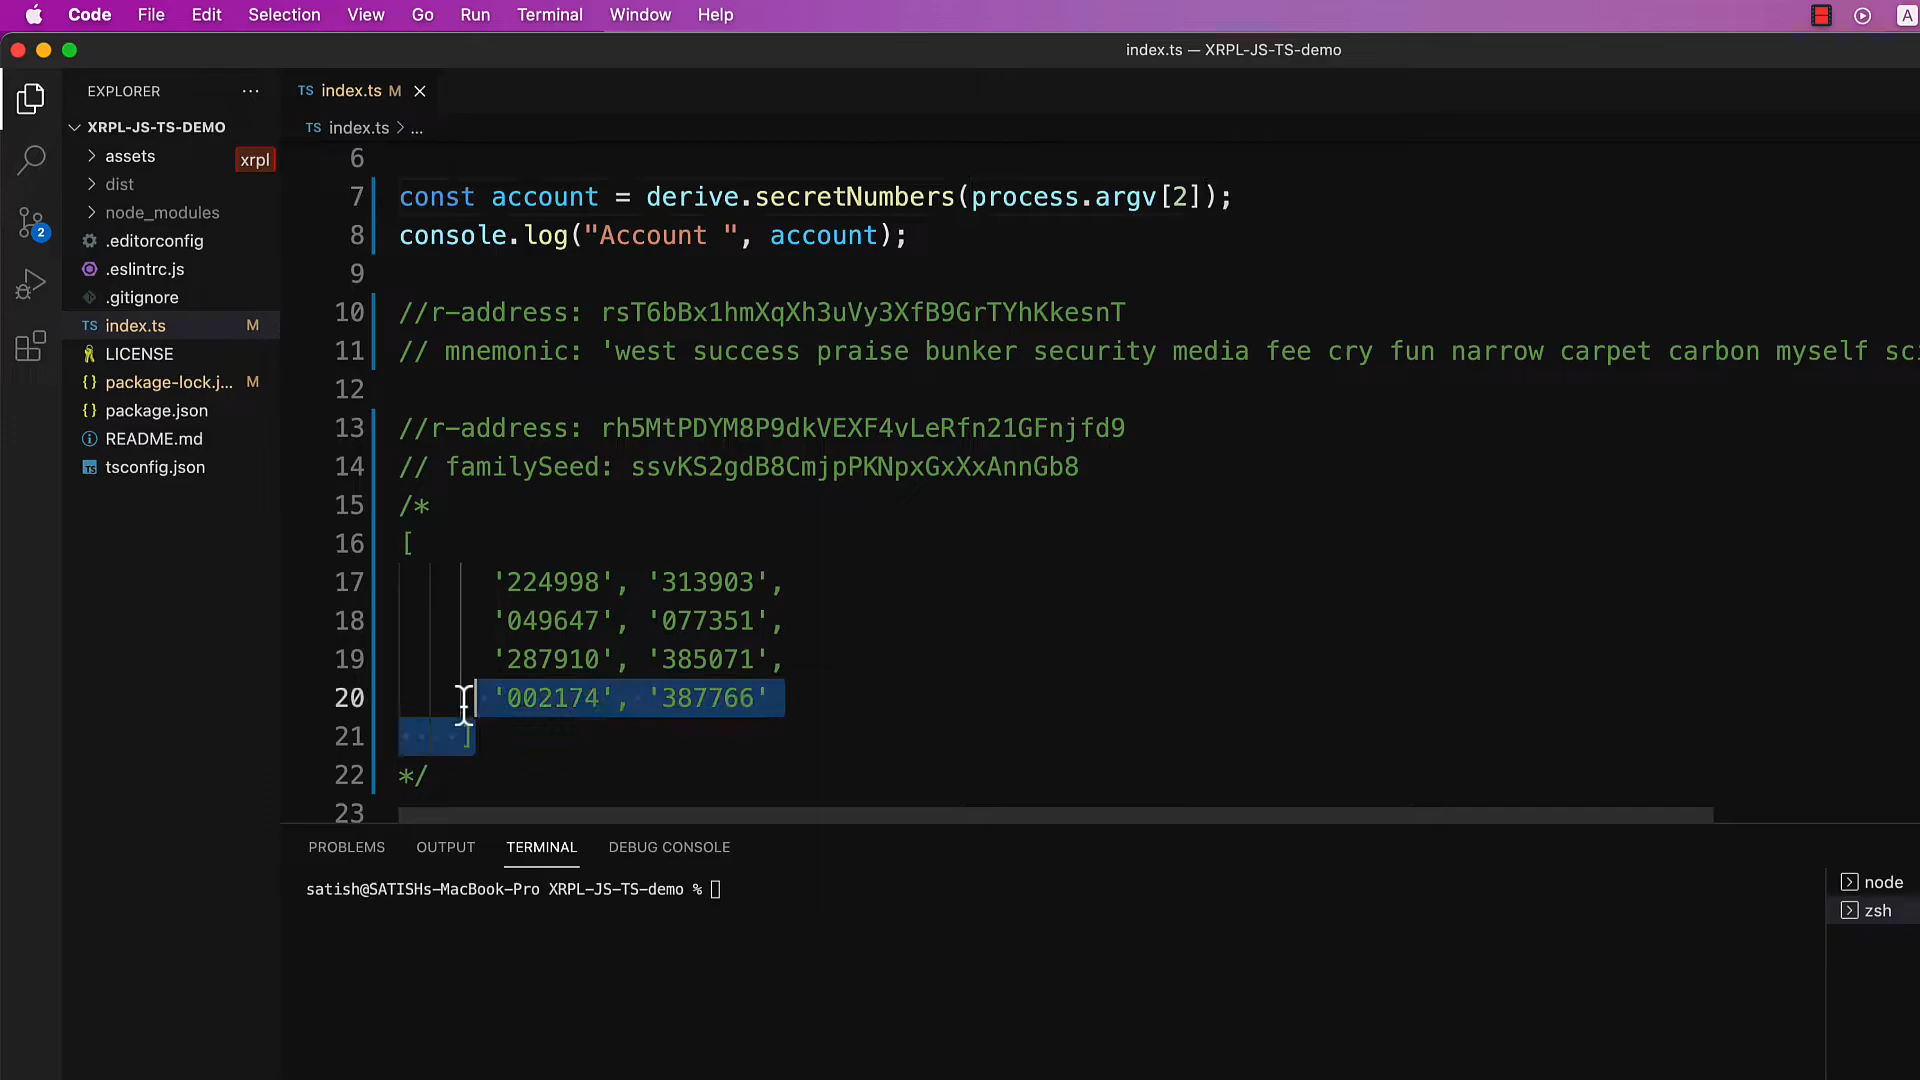 Code File Edit Selection View Go Run Terminal Window Help A
index.ts — XRPL-JS-TS-demo
EXPLORER ···
XRPL-JS-TS-DEMO
assets
xrpl
dist
node_modules
.editorconfig
.eslintrc.js
.gitignore
TS index.ts M
LICENSE
{} package-lock.j... M
{} package.json
README.md
TS tsconfig.json
2
TS index.ts M ×
TS index.ts > ...
6
7 const account = derive.secretNumbers(process.argv[2]);
8 console.log("Account ", account);
9
10 //r-address: rsT6bBx1hmXqXh3uVy3XfB9GrTYhKkesnT
11 // mnemonic: 'west success praise bunker security media fee cry fun narrow carpet carbon myself sci
12
13 //r-address: rh5MtPDYM8P9dkVEXF4vLeRfn21GFnjfd9
14 // familySeed: ssvKS2gdB8CmjpPKNpxGxXxAnnGb8
15 /*
16 [
17 '224998', '313903',
18 '049647', '077351',
19 '287910', '385071',
20 '002174', '387766'
21 ]
22 */
23
PROBLEMS OUTPUT TERMINAL DEBUG CONSOLE
satish@SATISHs-MacBook-Pro XRPL-JS-TS-demo %
node
zsh